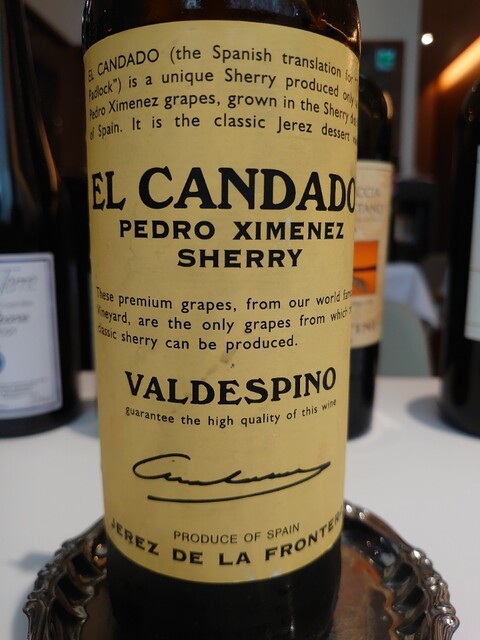 EL CANDADO (the Spanish translation for
Padlock") is a unique Sherry produced only
Pedro Ximenez grapes, grown in the Sherry
of Spain. It is the classic Jerez dessert
EL CANDADO
PEDRO XIMENEZ
SHERRY
These premium grapes, from our world
Vineyard, are the only grapes from which
classic sherry can be produced.
VALDESPINO
guarantee the high quality of this wine
PRODUCE OF SPAIN
JEREZ DE LA FRONTER